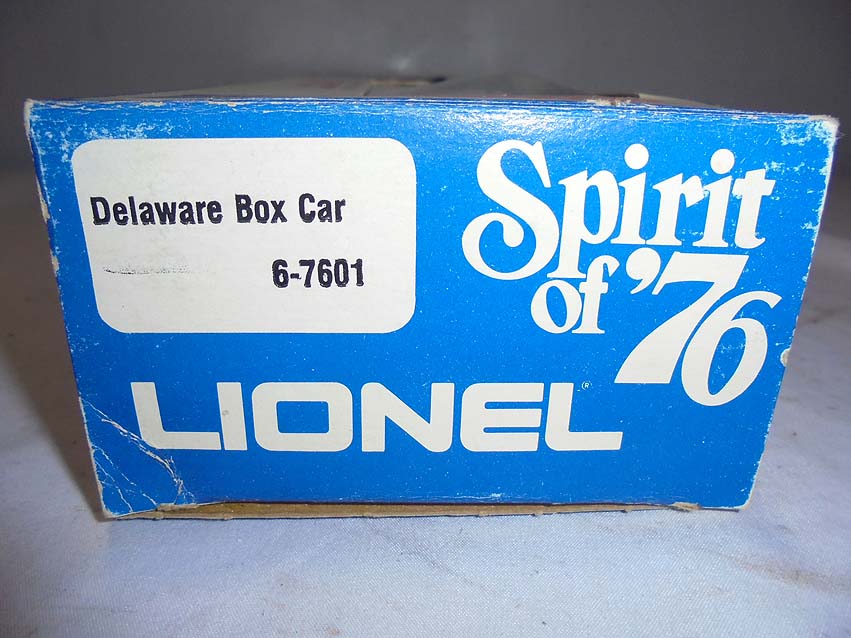 Delaware Box Car
6-7601
Spirit
of '76
LIONEL®